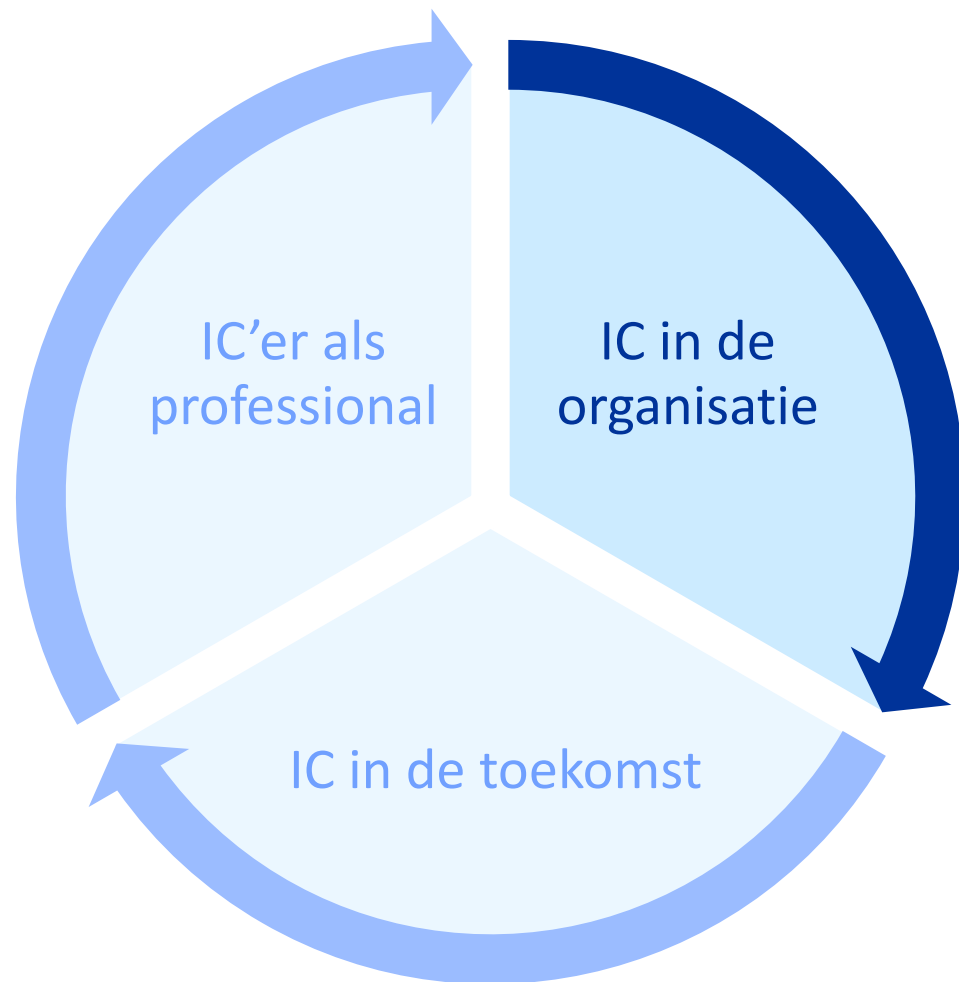 IC’er als
professional
IC in de
organisatie
IC in de toekomst